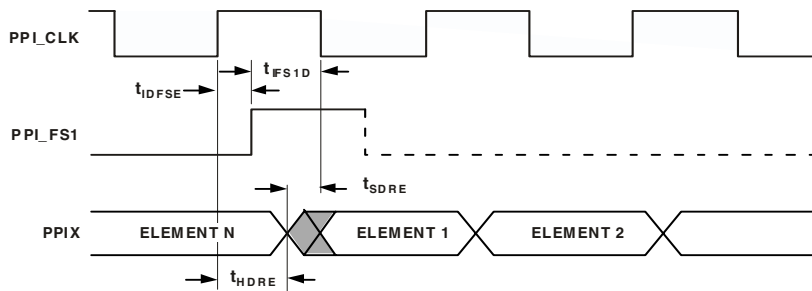 PPI_CLK
tIFS1D
tIDFSE
PPI_FS1
tSDRE
PPIX
ELEMENT N
ELEMENT 1
ELEMENT 2
tHDRE